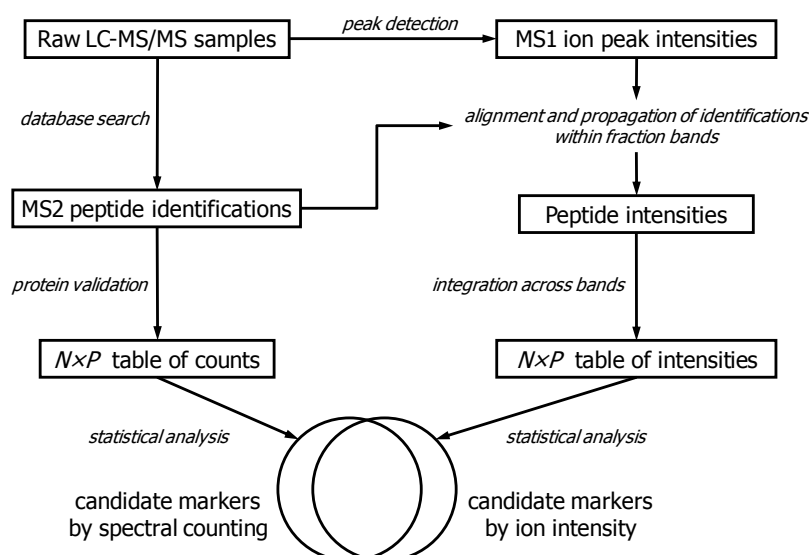 Raw LC-MS/MS samples
peak detection
MS1 ion peak intensities
database search
alignment and propagation of identifications
within fraction bands
MS2 peptide identifications
Peptide intensities
protein validation
integration across bands
N×P table of counts
N×P table of intensities
statistical analysis
statistical analysis
candidate markers
by spectral counting
candidate markers
by ion intensity